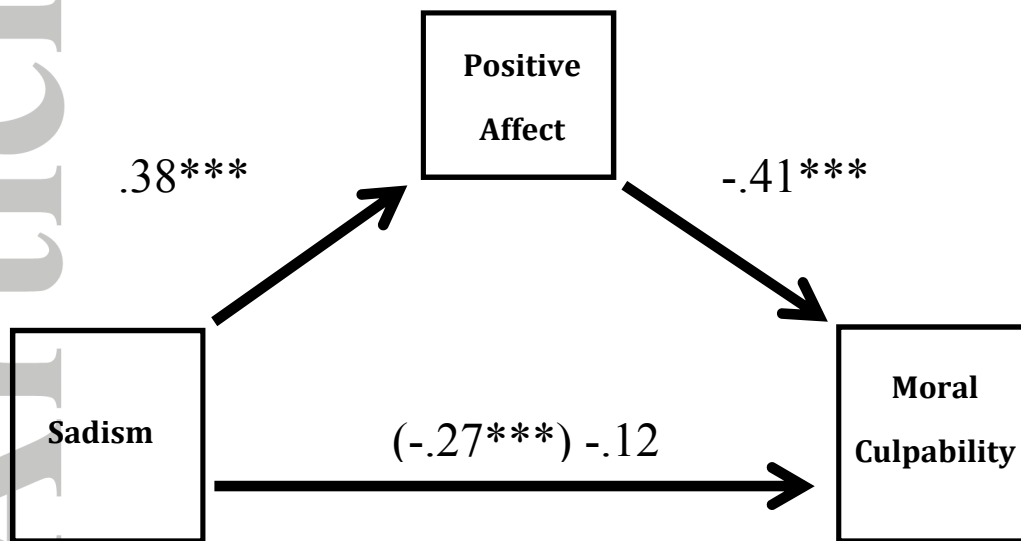 Positive
Affect
.38***
-.41***
Sadism
(-.27***) -.12
Moral
Culpability